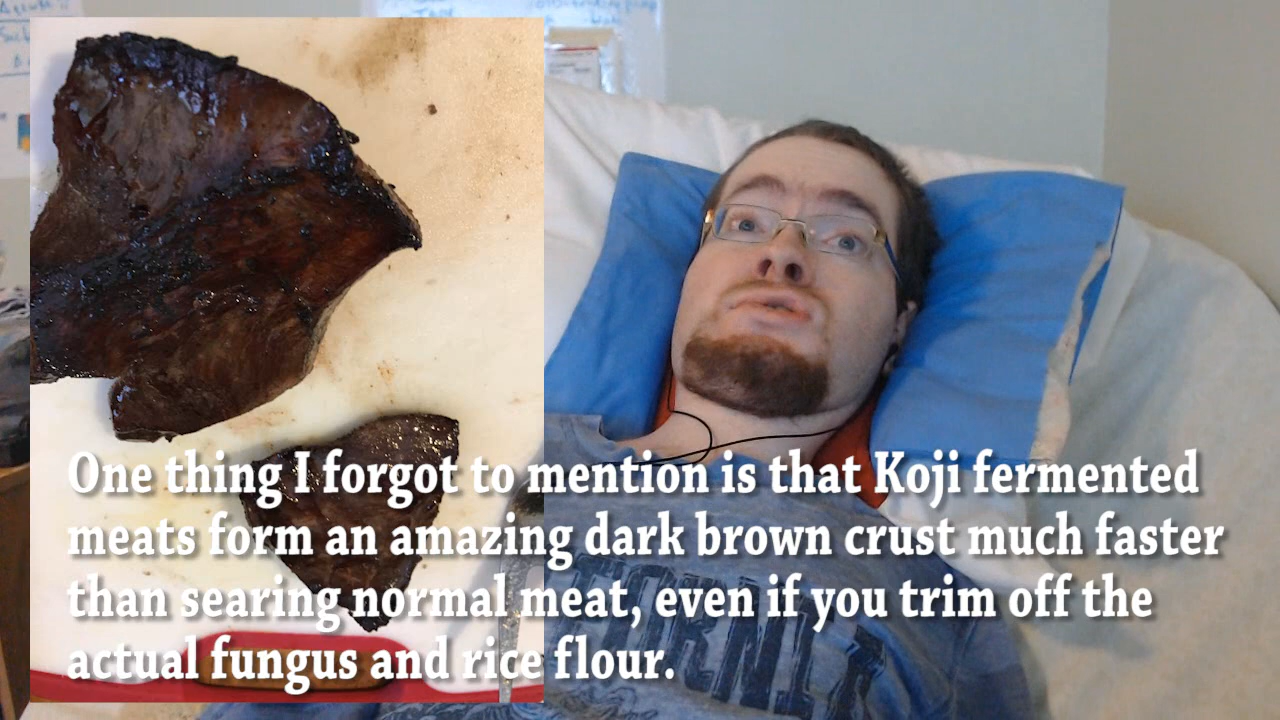 One thing I forgot to mention is that Koji fermented
meats form an amazing dark brown crust much faster
than searing normal meat, even if you trim off the
actual fungus and rice flour.